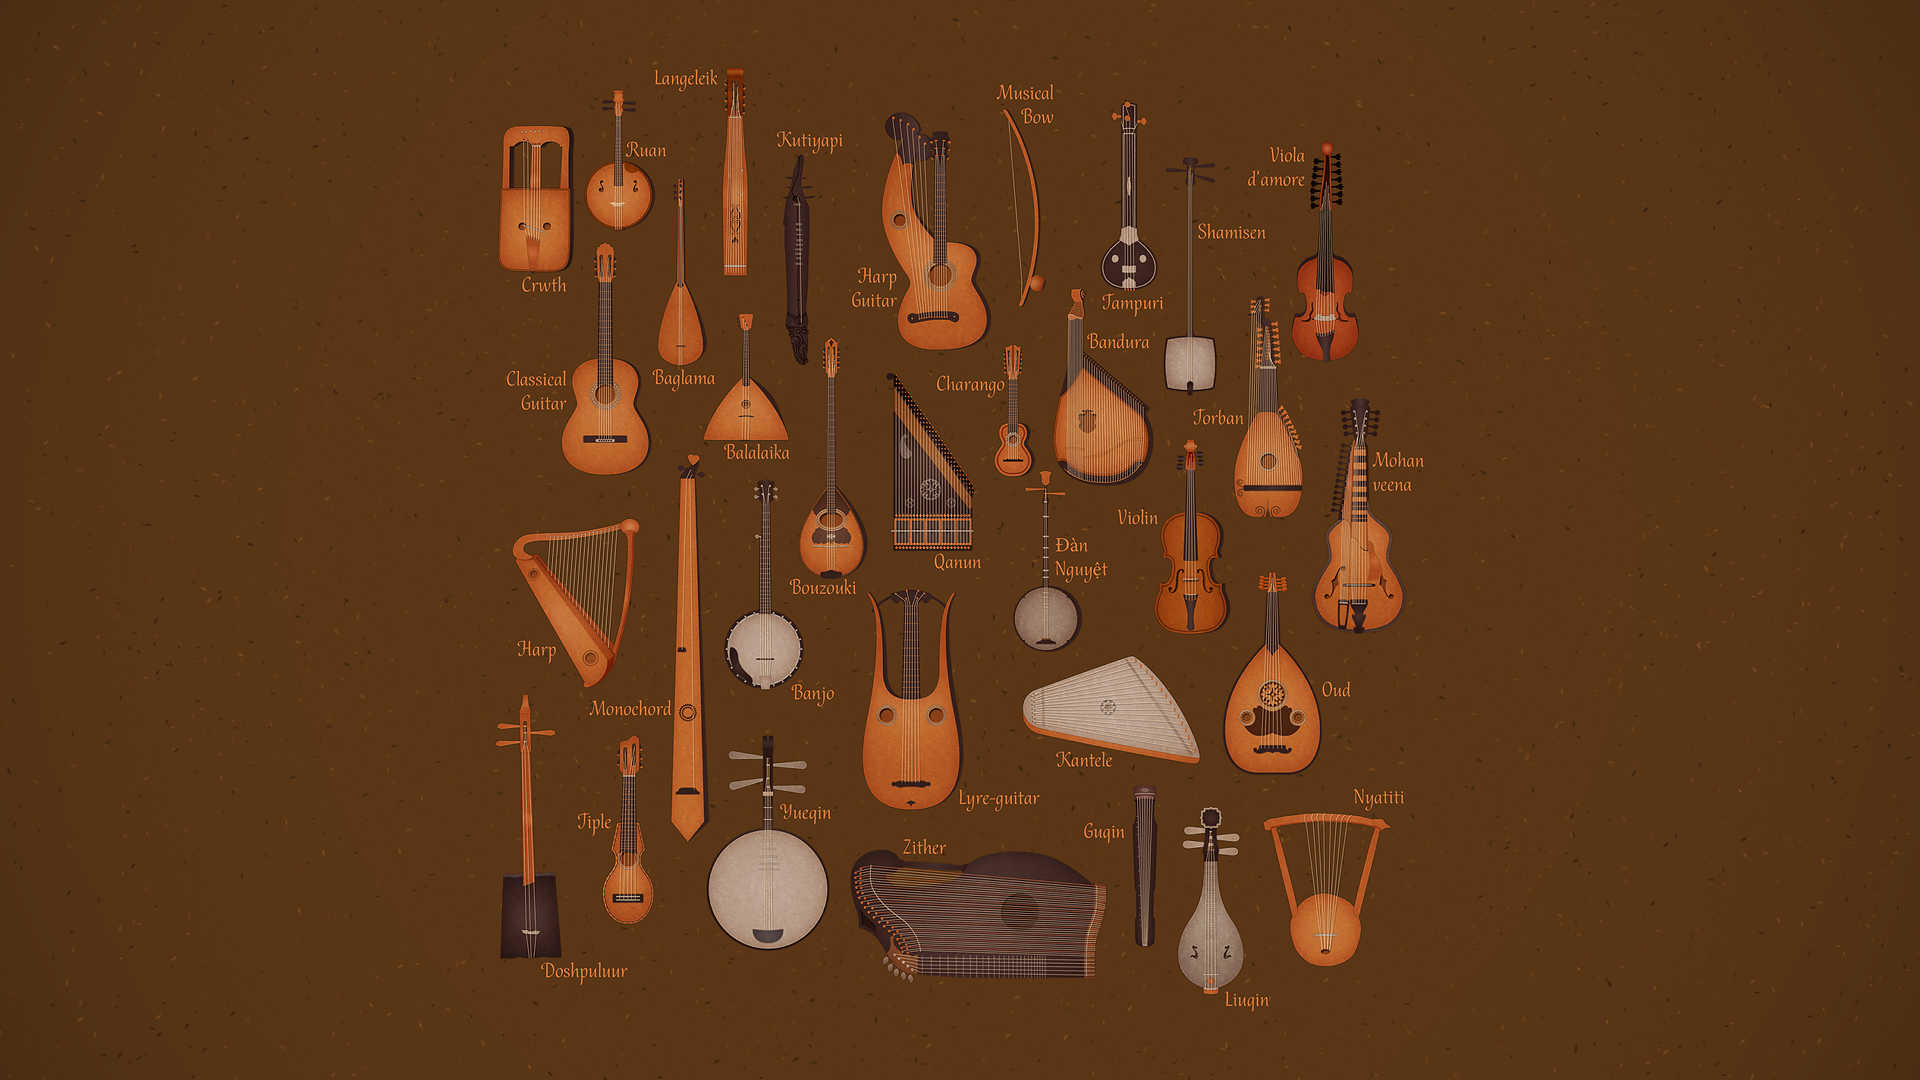 Langeleik
Musical
Bow
Kutiyapi
Ruan
Viola
d'amore
Shamisen
Crwth
Harp
Guitar
Tampuri
Bandura
Classical
Guitar
Baglama
Charango
Torban
Balalaika
Mohan
veena
Violin
Đàn
Nguyệt
Qanun
Bouzouki
Harp
Banjo
Oud
Monochord
Kantele
Lyre-guitar
Nyatiti
Yueqin
Tiple
Guqin
Zither
Doshpuluur
Liuqin